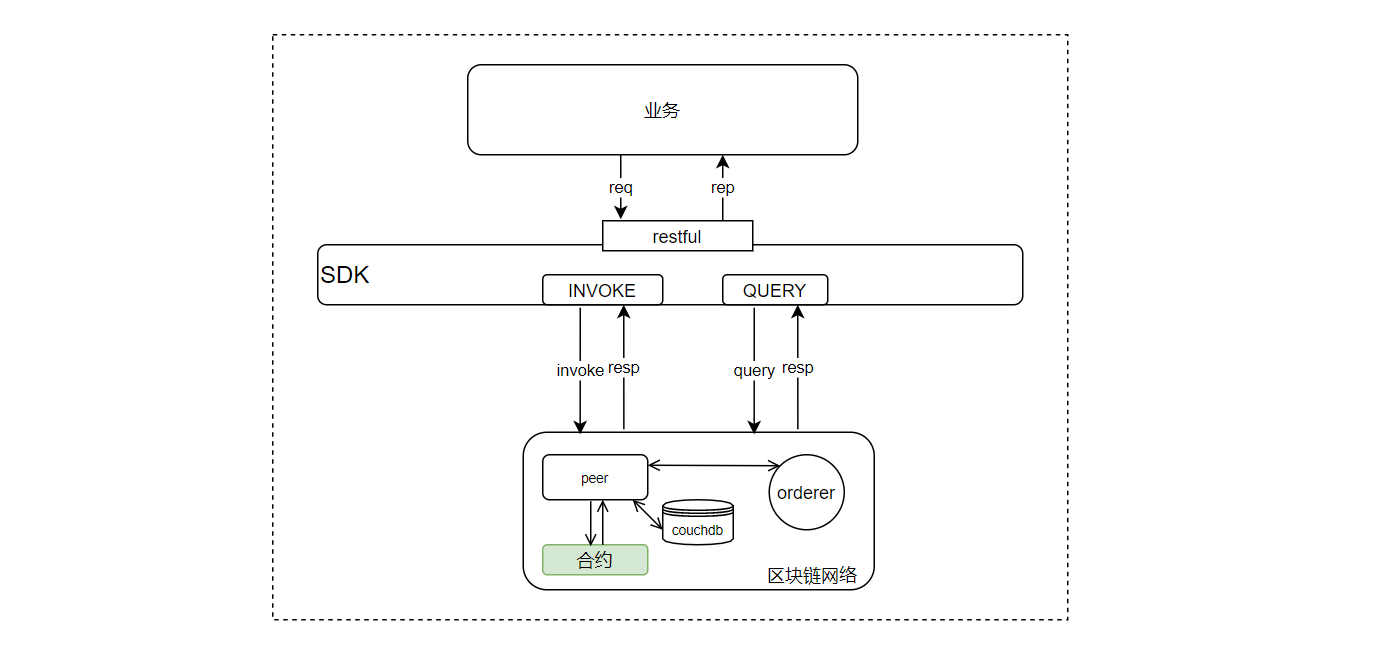 业务
req
rep
restful
SDK
INVOKE
QUERY
invoke
resp
query
resp
peer
orderer
couchdb
合约
区块链网络